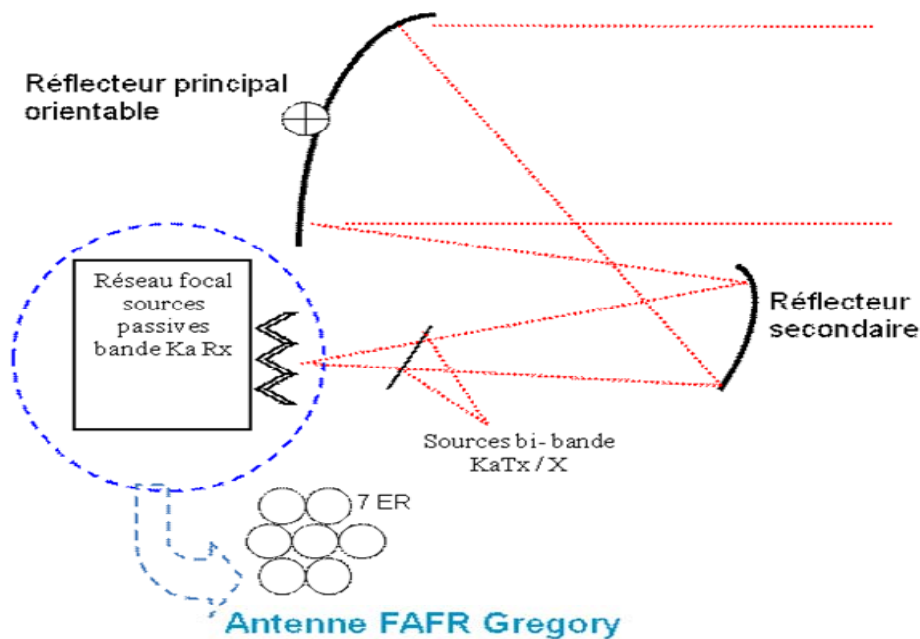 Réflecteur principal
orientable
Réseau focal
sources
passives
bande Ka Rx
Réflecteur
secondaire
Sources bi- bande
KaTx / X
7 ER
Antenne FAFR Gregory